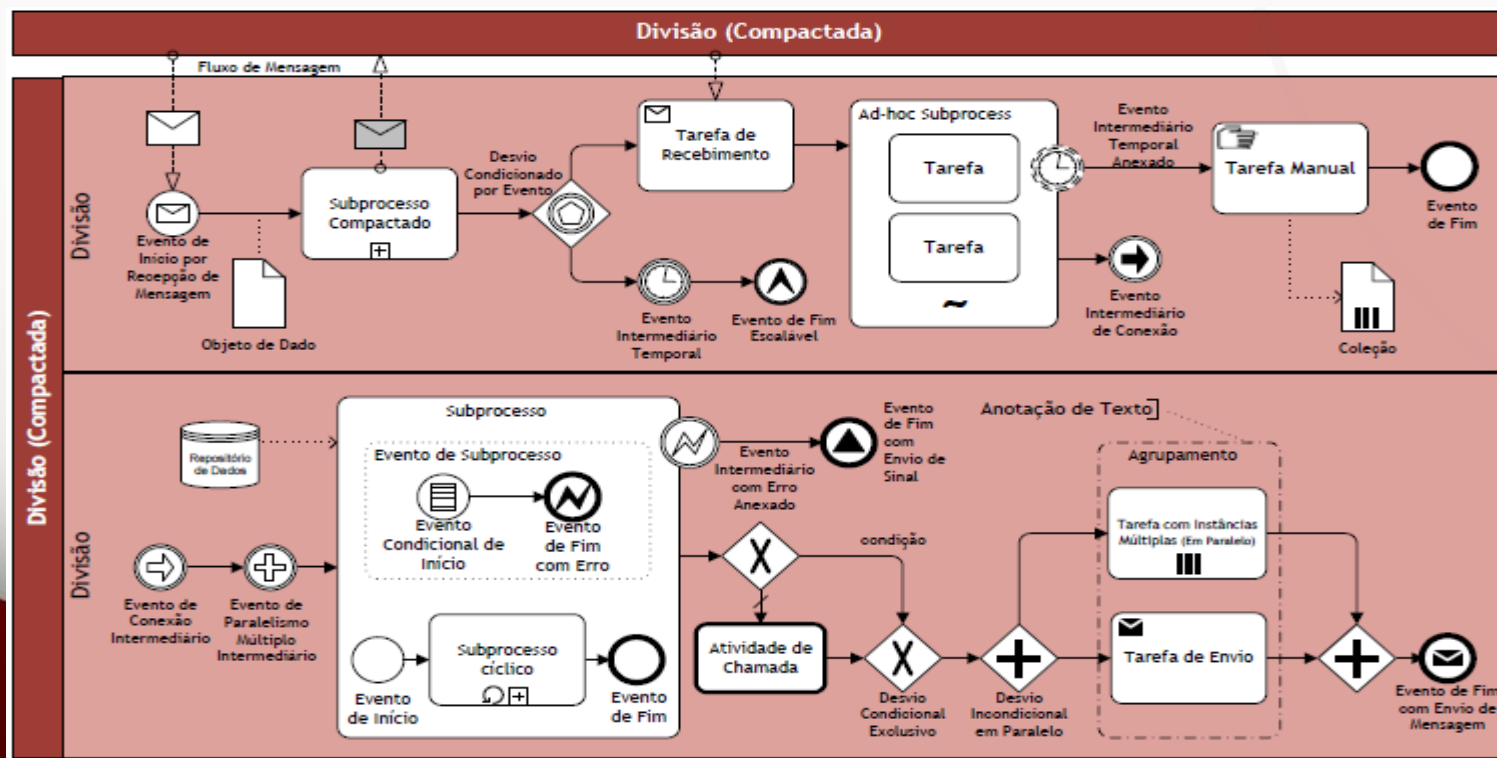 Divisão (Compactada)
Fluxo de Mensagem
Divisão (Compactada)
Divisão
Evento de
Início por
Recepção de
Mensagem
Objeto de Dado
Subprocesso
Compactado
Desvio
Condicionado
por Evento
Tarefa de
Recebimento
Evento
Intermediário
Temporal
Evento de Fim
Escalável
Ad-hoc Subprocess
Tarefa
Tarefa
~
Evento
Intermediário
Temporal
Anexado
Evento
Intermediário
de Conexão
Tarefa Manual
Coleção
Evento
de Fim
Divisão
Repositório
de Dados
Evento de
Conexão
Intermediário
Evento de
Paralelismo
Múltiplo
Intermediário
Subprocesso
Evento de Subprocesso
Evento
Condicional de
Início
Evento
de Fim
com Erro
Evento
de Início
Subprocesso
cíclico
Evento
de Fim
Evento
Intermediário
com Erro
Anexado
Evento
de Fim
com
Envio de
Sinal
X
condição
Atividade de
Chamada
X
Desvio
Condicional
Exclusivo
Desvio
Incondicional
em Paralelo
Anotação de Texto
Agrupamento
Tarefa com Instâncias
Múltiplas (Em Paralelo)
Tarefa de Envio
Evento de Fim
com Envio de
Mensagem